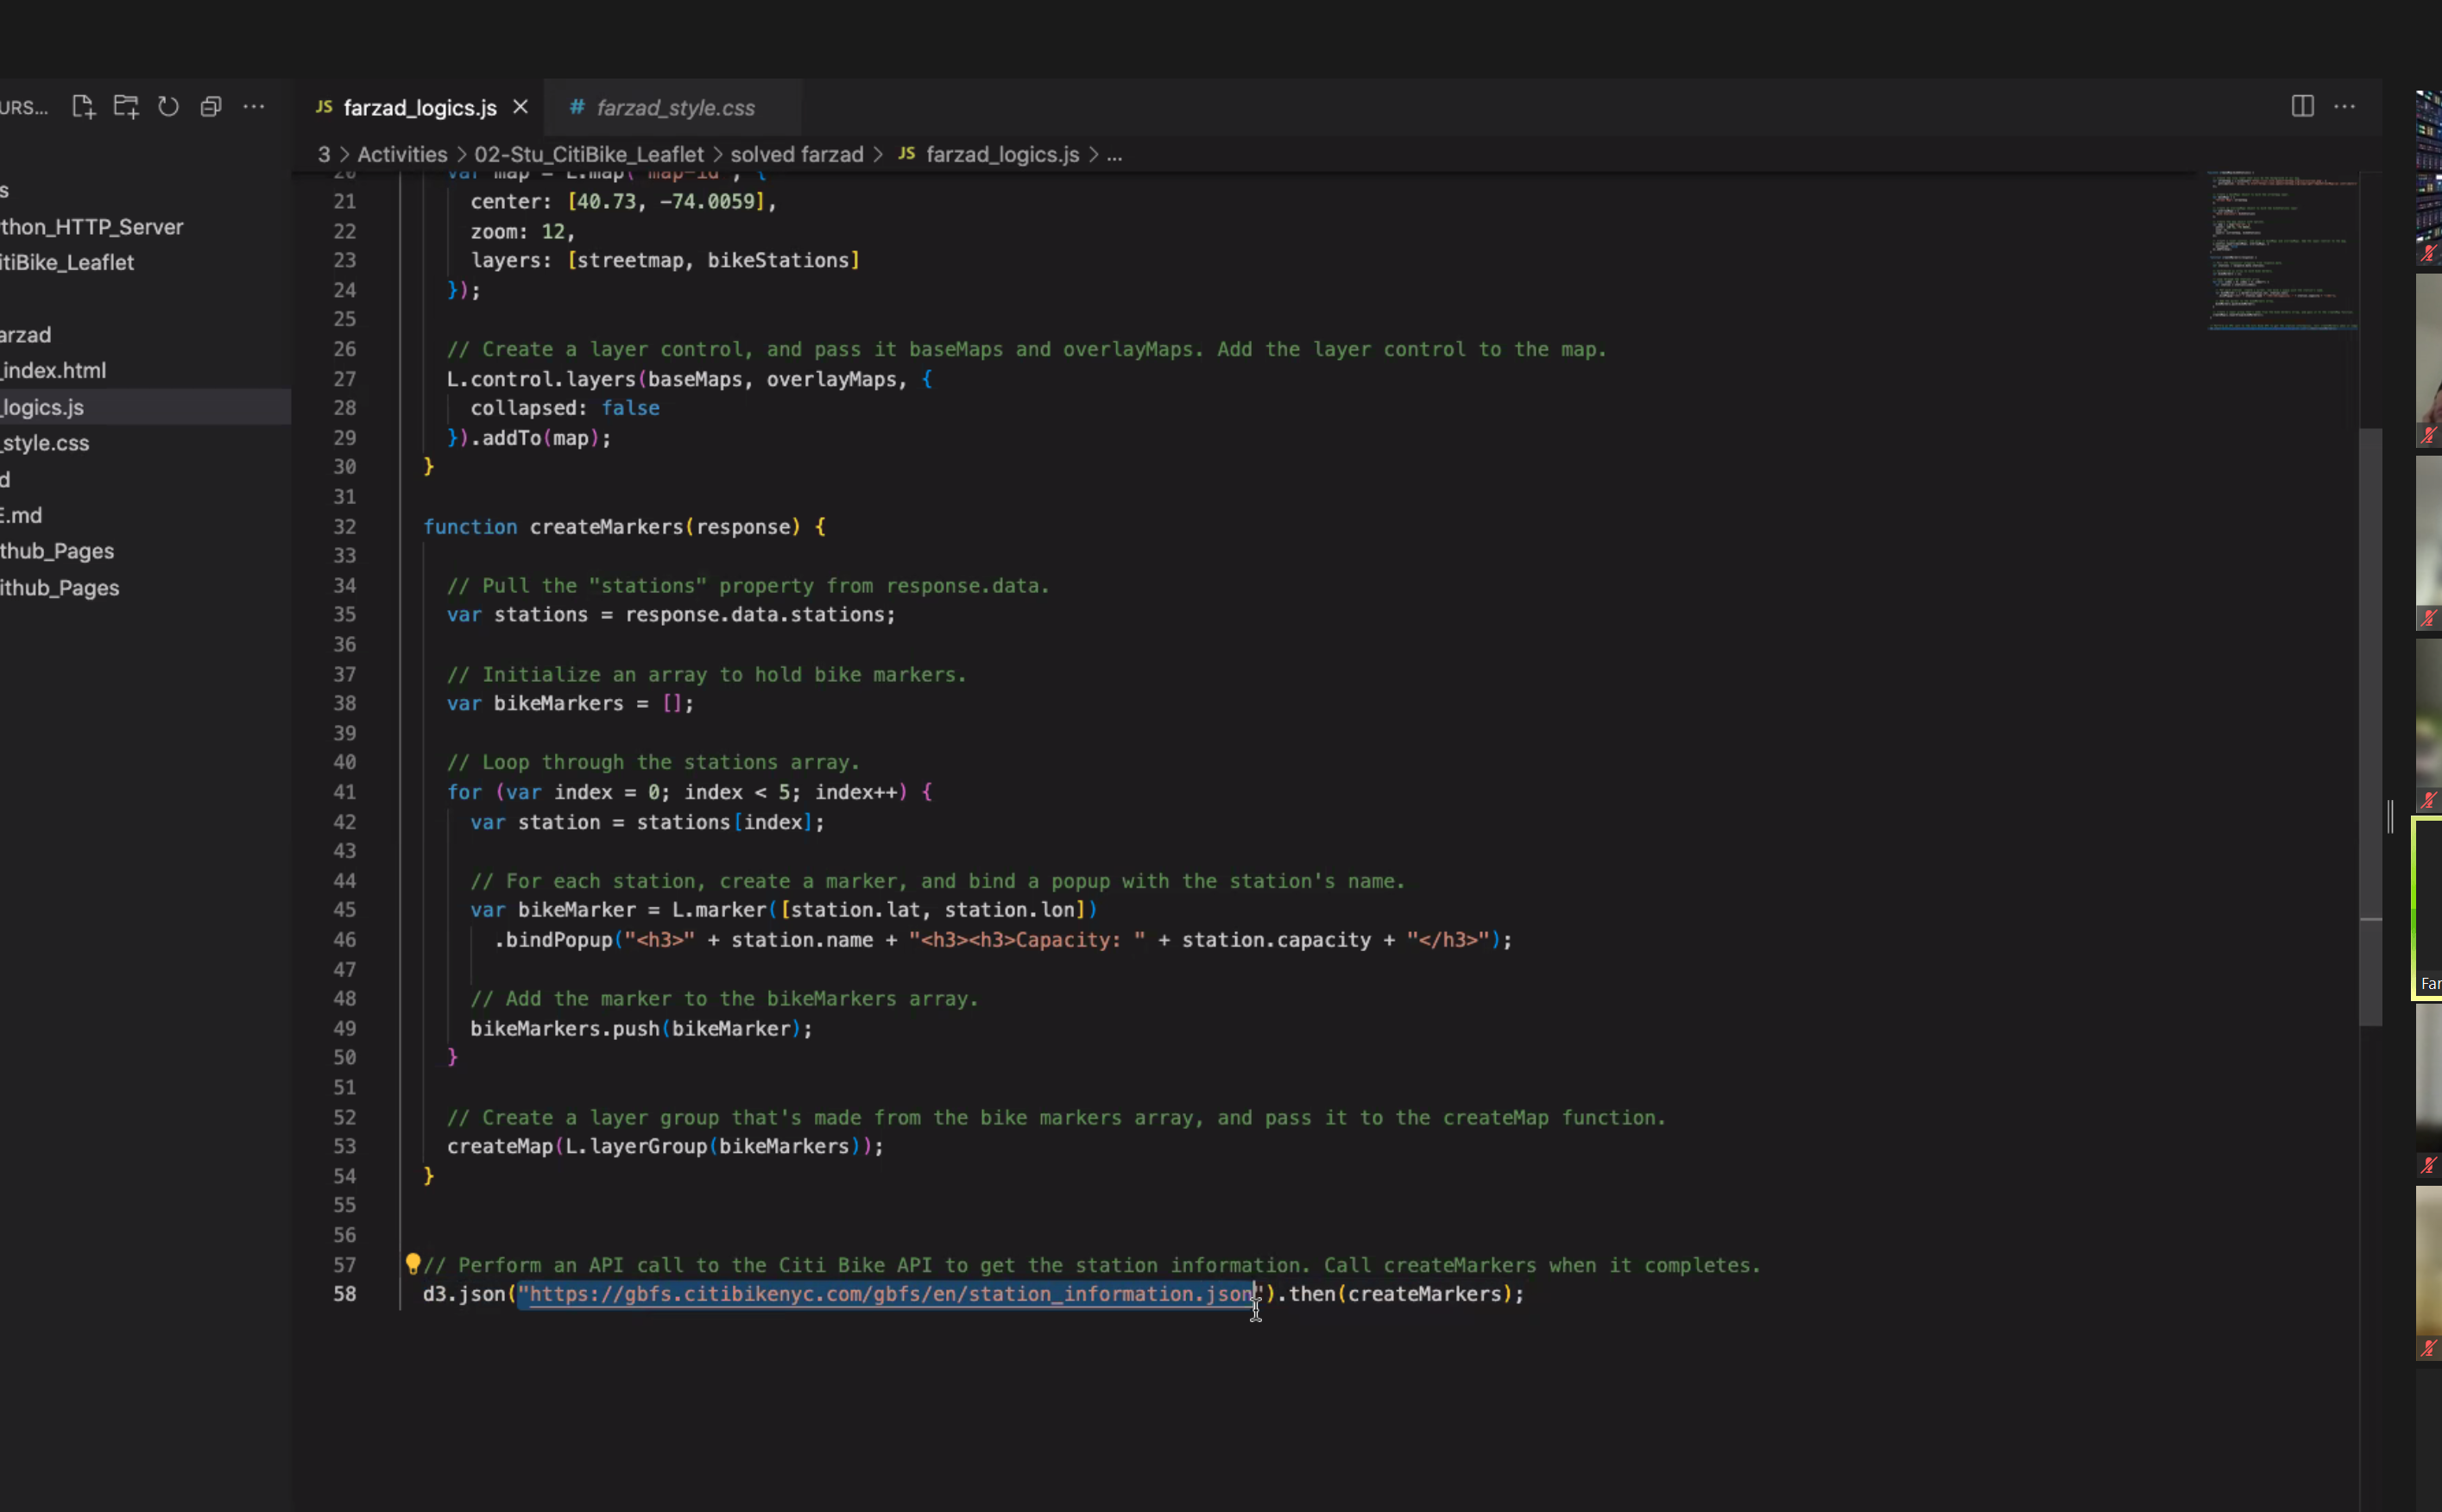 URS...
JS farzad_logics.js
# farzad_style.css
3 > Activities > 02-Stu_CitiBike_Leaflet > solved farzad > JS farzad_logics.js > ...
s
thon_HTTP_Server
itiBike_Leaflet
arzad
_index.html
_logics.js
_style.css
d
E.md
thub_Pages
ithub_Pages
20 var map = L.map("map-id", {
21 center: [40.73, -74.0059],
22 zoom: 12,
23 layers: [streetmap, bikeStations]
24 });
25
26 // Create a layer control, and pass it baseMaps and overlayMaps. Add the layer control to the map.
27 L.control.layers(baseMaps, overlayMaps, {
28 collapsed: false
29 }).addTo(map);
30 }
31
32 function createMarkers(response) {
33
34 // Pull the "stations" property from response.data.
35 var stations = response.data.stations;
36
37 // Initialize an array to hold bike markers.
38 var bikeMarkers = [];
39
40 // Loop through the stations array.
41 for (var index = 0; index < 5; index++) {
42 var station = stations[index];
43
44 // For each station, create a marker, and bind a popup with the station's name.
45 var bikeMarker = L.marker([station.lat, station.lon])
46 .bindPopup("<h3>" + station.name + "<h3><h3>Capacity: " + station.capacity + "</h3>");
47
48 // Add the marker to the bikeMarkers array.
49 bikeMarkers.push(bikeMarker);
50 }
51
52 // Create a layer group that's made from the bike markers array, and pass it to the createMap function.
53 createMap(L.layerGroup(bikeMarkers));
54 }
55
56
57 // Perform an API call to the Citi Bike API to get the station information. Call createMarkers when it completes.
58 d3.json("https://gbfs.citibikenyc.com/gbfs/en/station_information.json").then(createMarkers);
Far